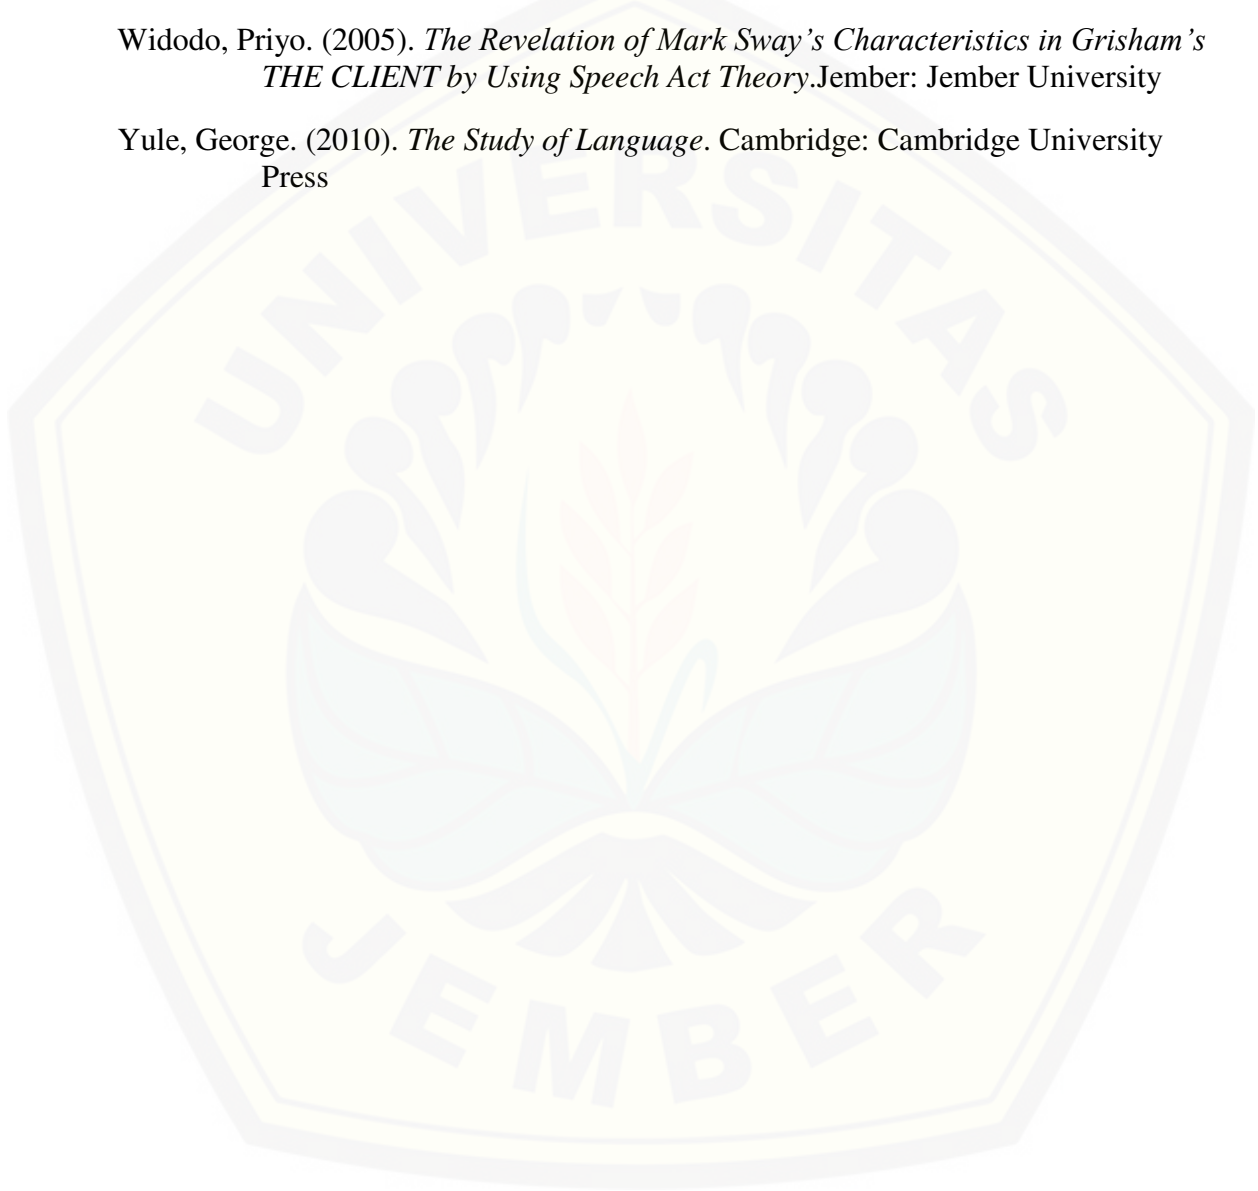 Widodo, Priyo. (2005). The Revelation of Mark Sway’s Characteristics in Grisham’s
THE CLIENT by Using Speech Act Theory.Jember: Jember University
Yule, George. (2010). The Study of Language. Cambridge: Cambridge University
Press
UNIVERSITAS
JEMBER